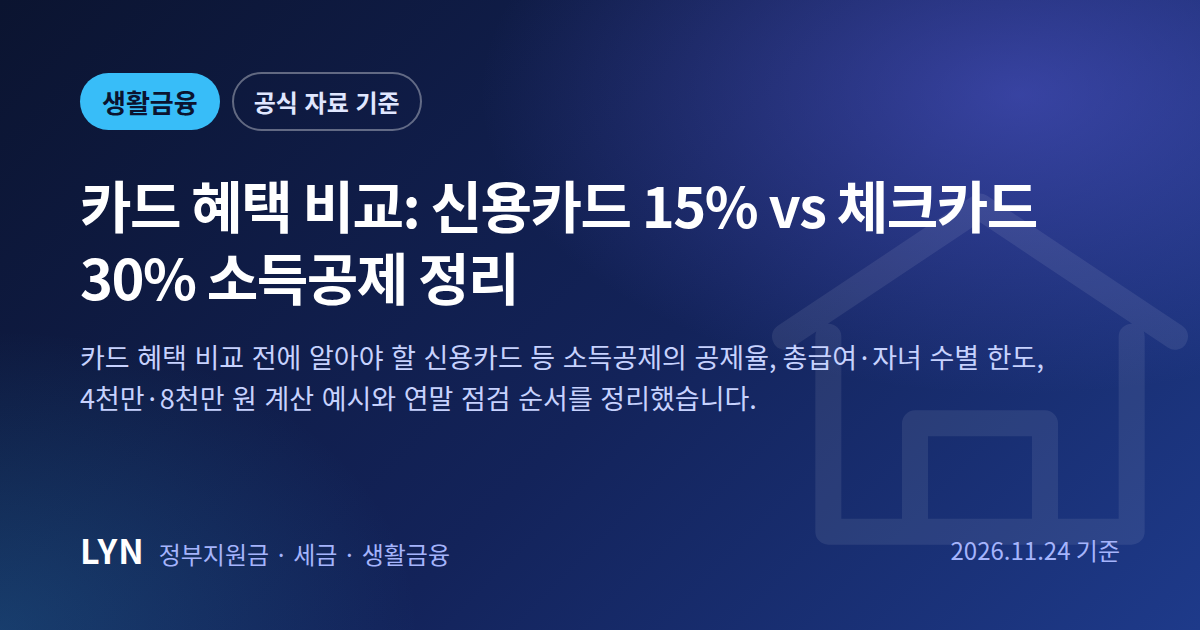 생활금융 공식 자료 기준
카드 혜택 비교: 신용카드 15% vs 체크카드
30% 소득공제 정리
카드 혜택 비교 전에 알아야 할 신용카드 등 소득공제의 공제율, 총급여·자녀 수별 한도,
4천만·8천만 원 계산 예시와 연말 점검 순서를 정리했습니다.
LYN 정부지원금 · 세금 · 생활금융
2026.11.24 기준